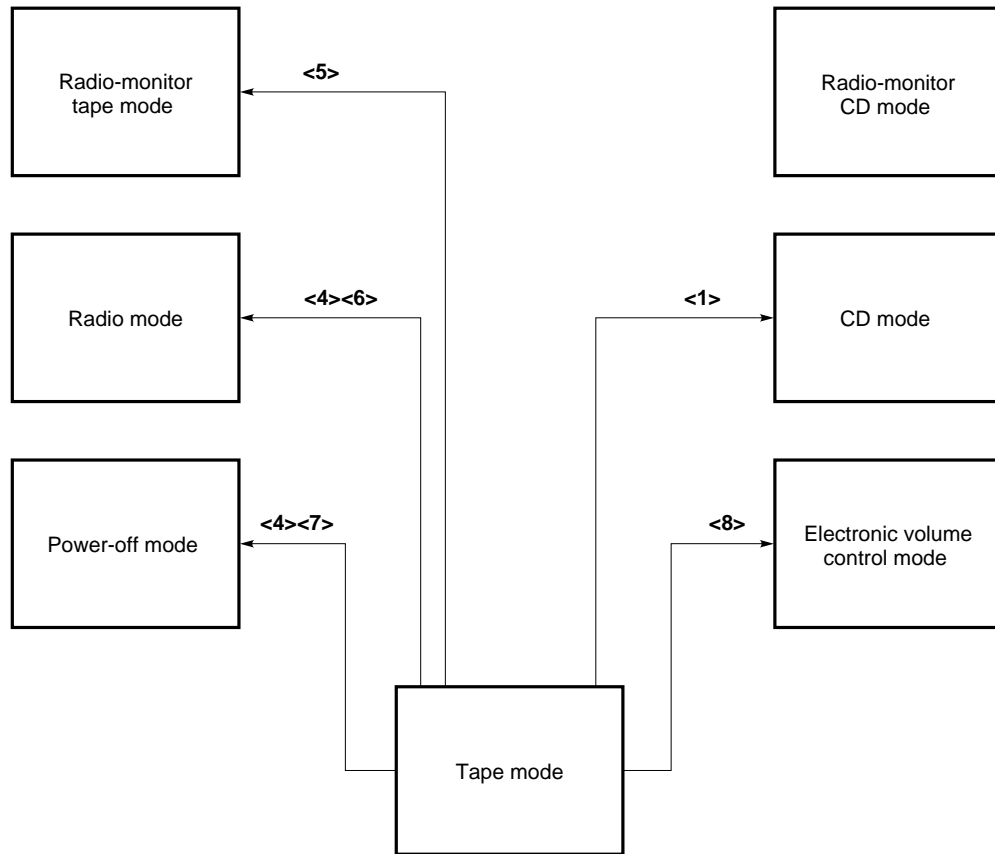 Radio-monitor
tape mode
<5>
Radio-monitor
CD mode
Radio mode
<4><6>
<1>
CD mode
Power-off mode
<4><7>
<8>
Electronic volume
control mode
Tape mode